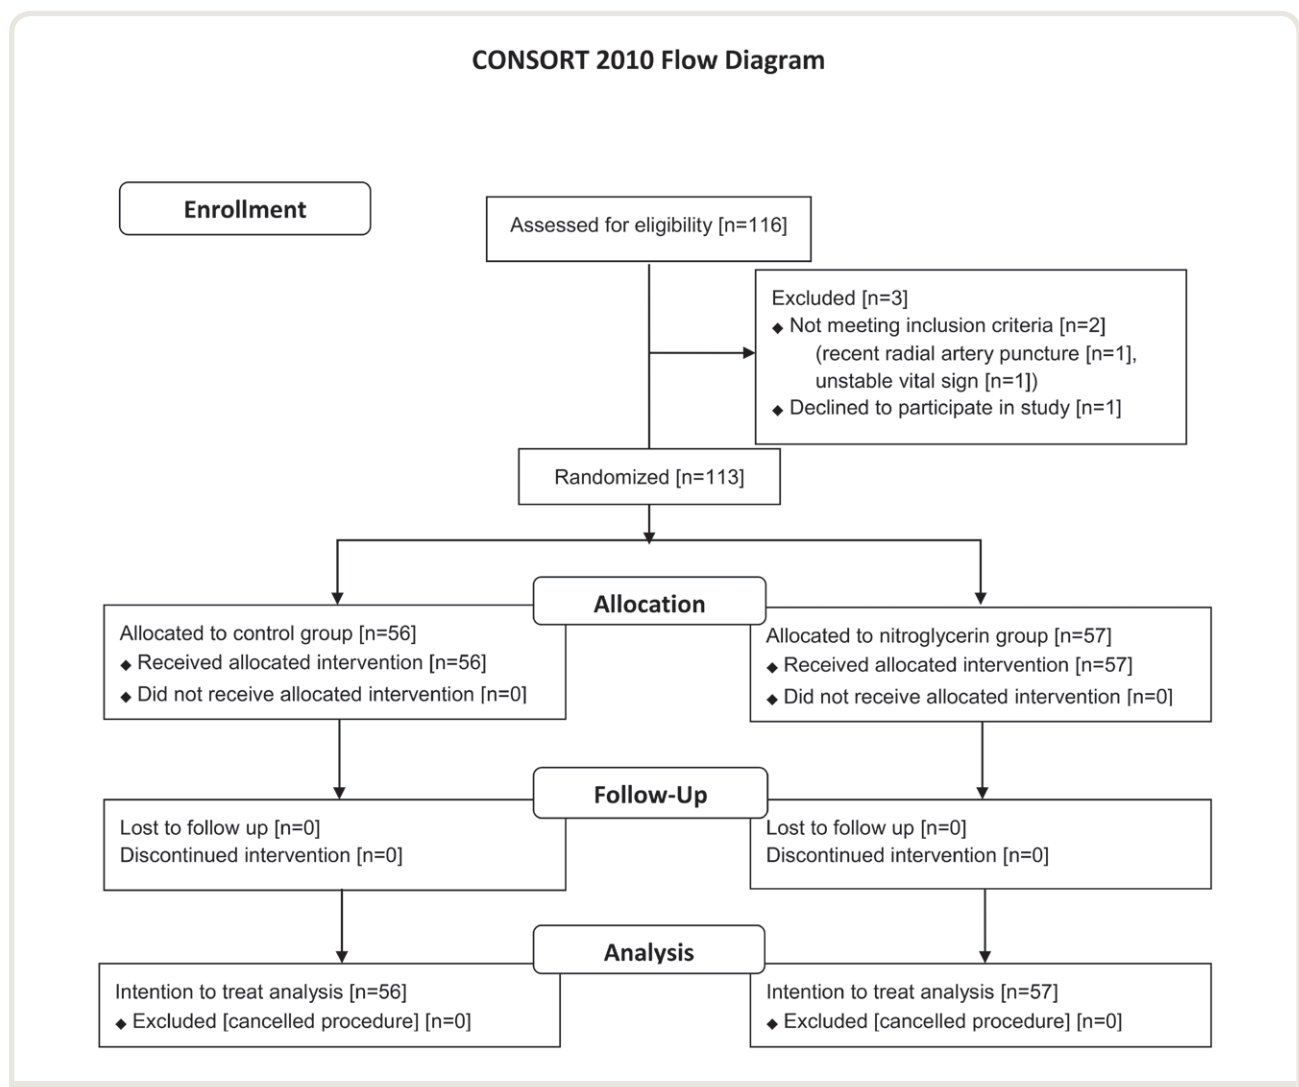 CONSORT 2010 Flow Diagram
Enrollment
Assessed for eligibility [n=116]
Excluded [n=3]
◆ Not meeting inclusion criteria [n=2]
(recent radial artery puncture [n=1],
unstable vital sign [n=1])
◆ Declined to participate in study [n=1]
Randomized [n=113]
Allocation
Allocated to control group [n=56]
◆ Received allocated intervention [n=56]
◆ Did not receive allocated intervention [n=0]
Allocated to nitroglycerin group [n=57]
◆ Received allocated intervention [n=57]
◆ Did not receive allocated intervention [n=0]
Follow-Up
Lost to follow up [n=0]
Discontinued intervention [n=0]
Lost to follow up [n=0]
Discontinued intervention [n=0]
Analysis
Intention to treat analysis [n=56]
◆ Excluded [cancelled procedure] [n=0]
Intention to treat analysis [n=57]
◆ Excluded [cancelled procedure] [n=0]